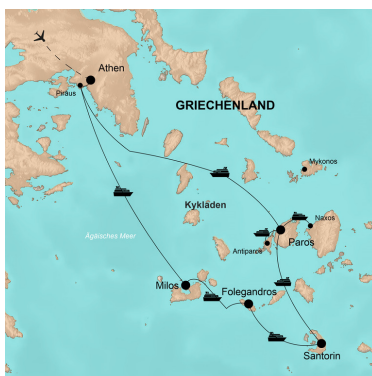 Athen
Piräus
GRIECHENLAND
Mykonos
Kykladen
Naxos
Ägäisches Meer
Paros
Antiparos
Milos
Folegandros
Santorin